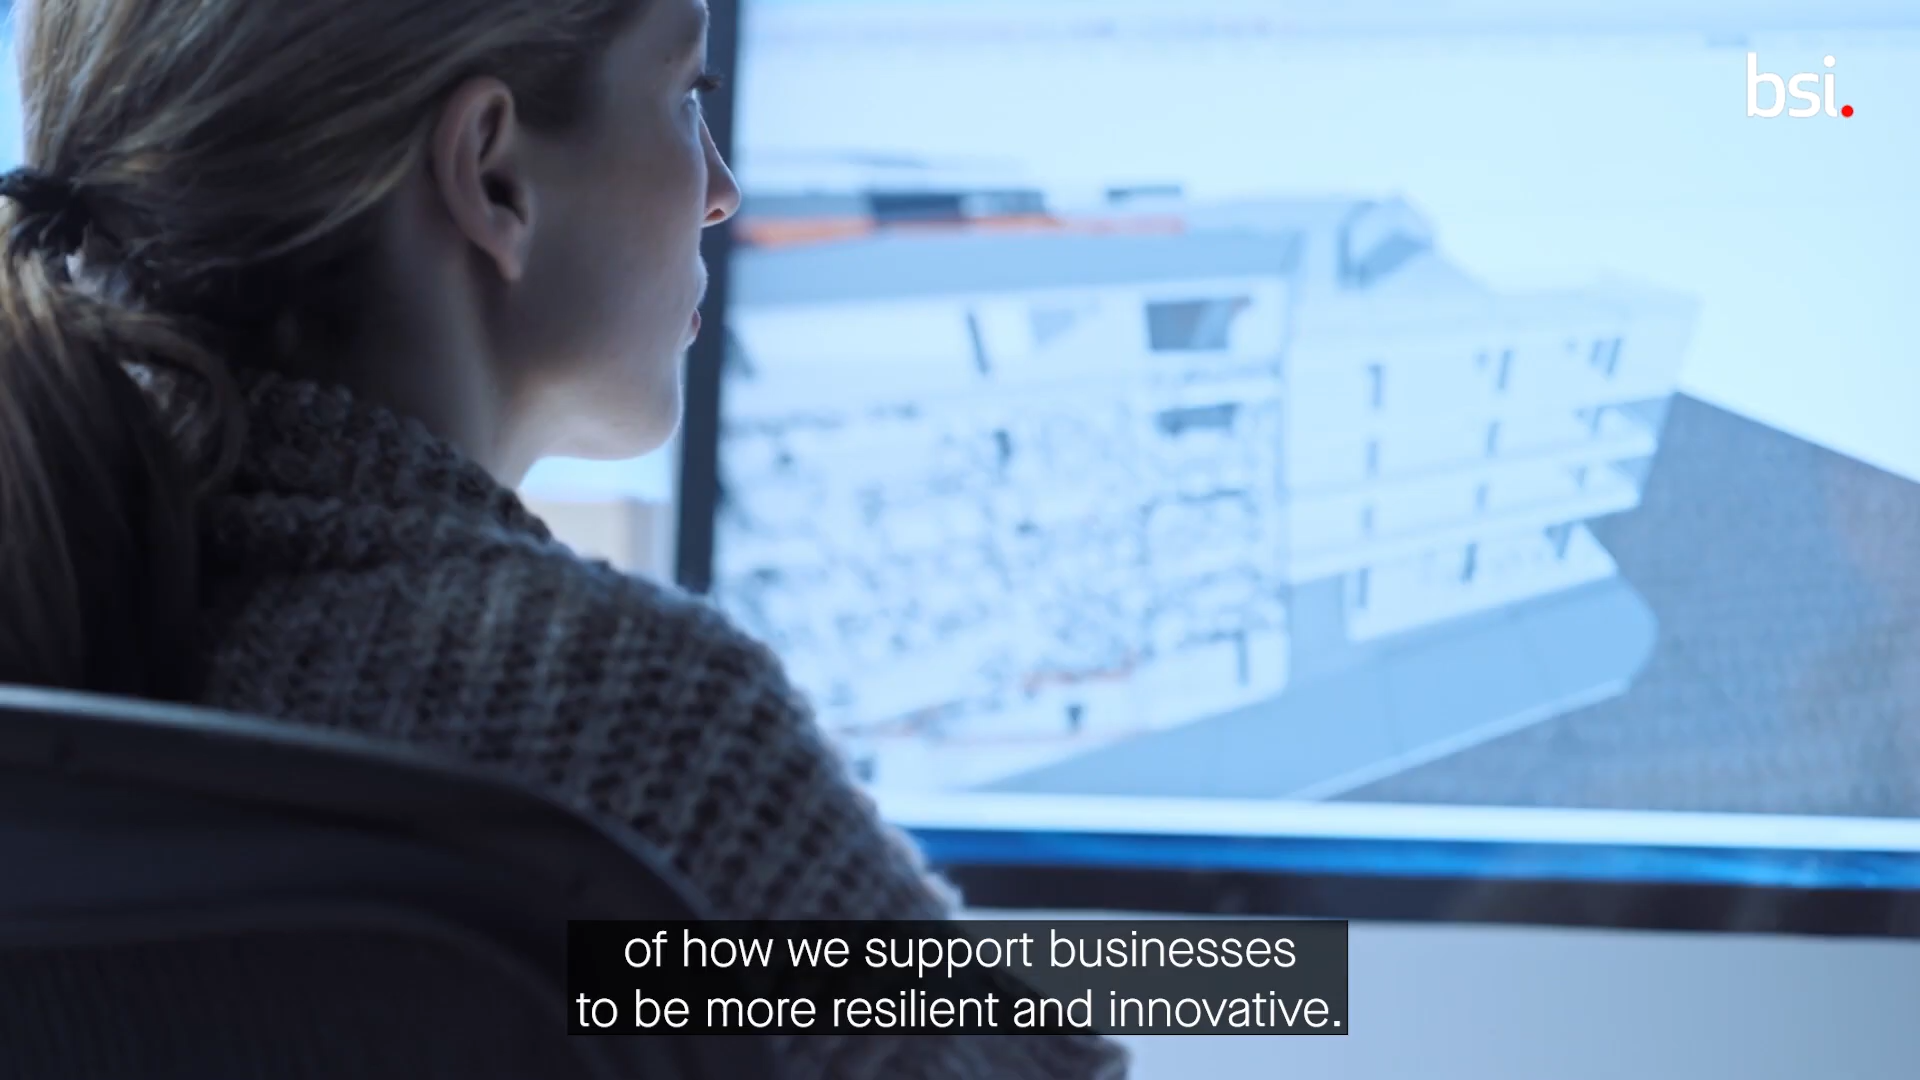 bsi.
of how we support businesses
to be more resilient and innovative.